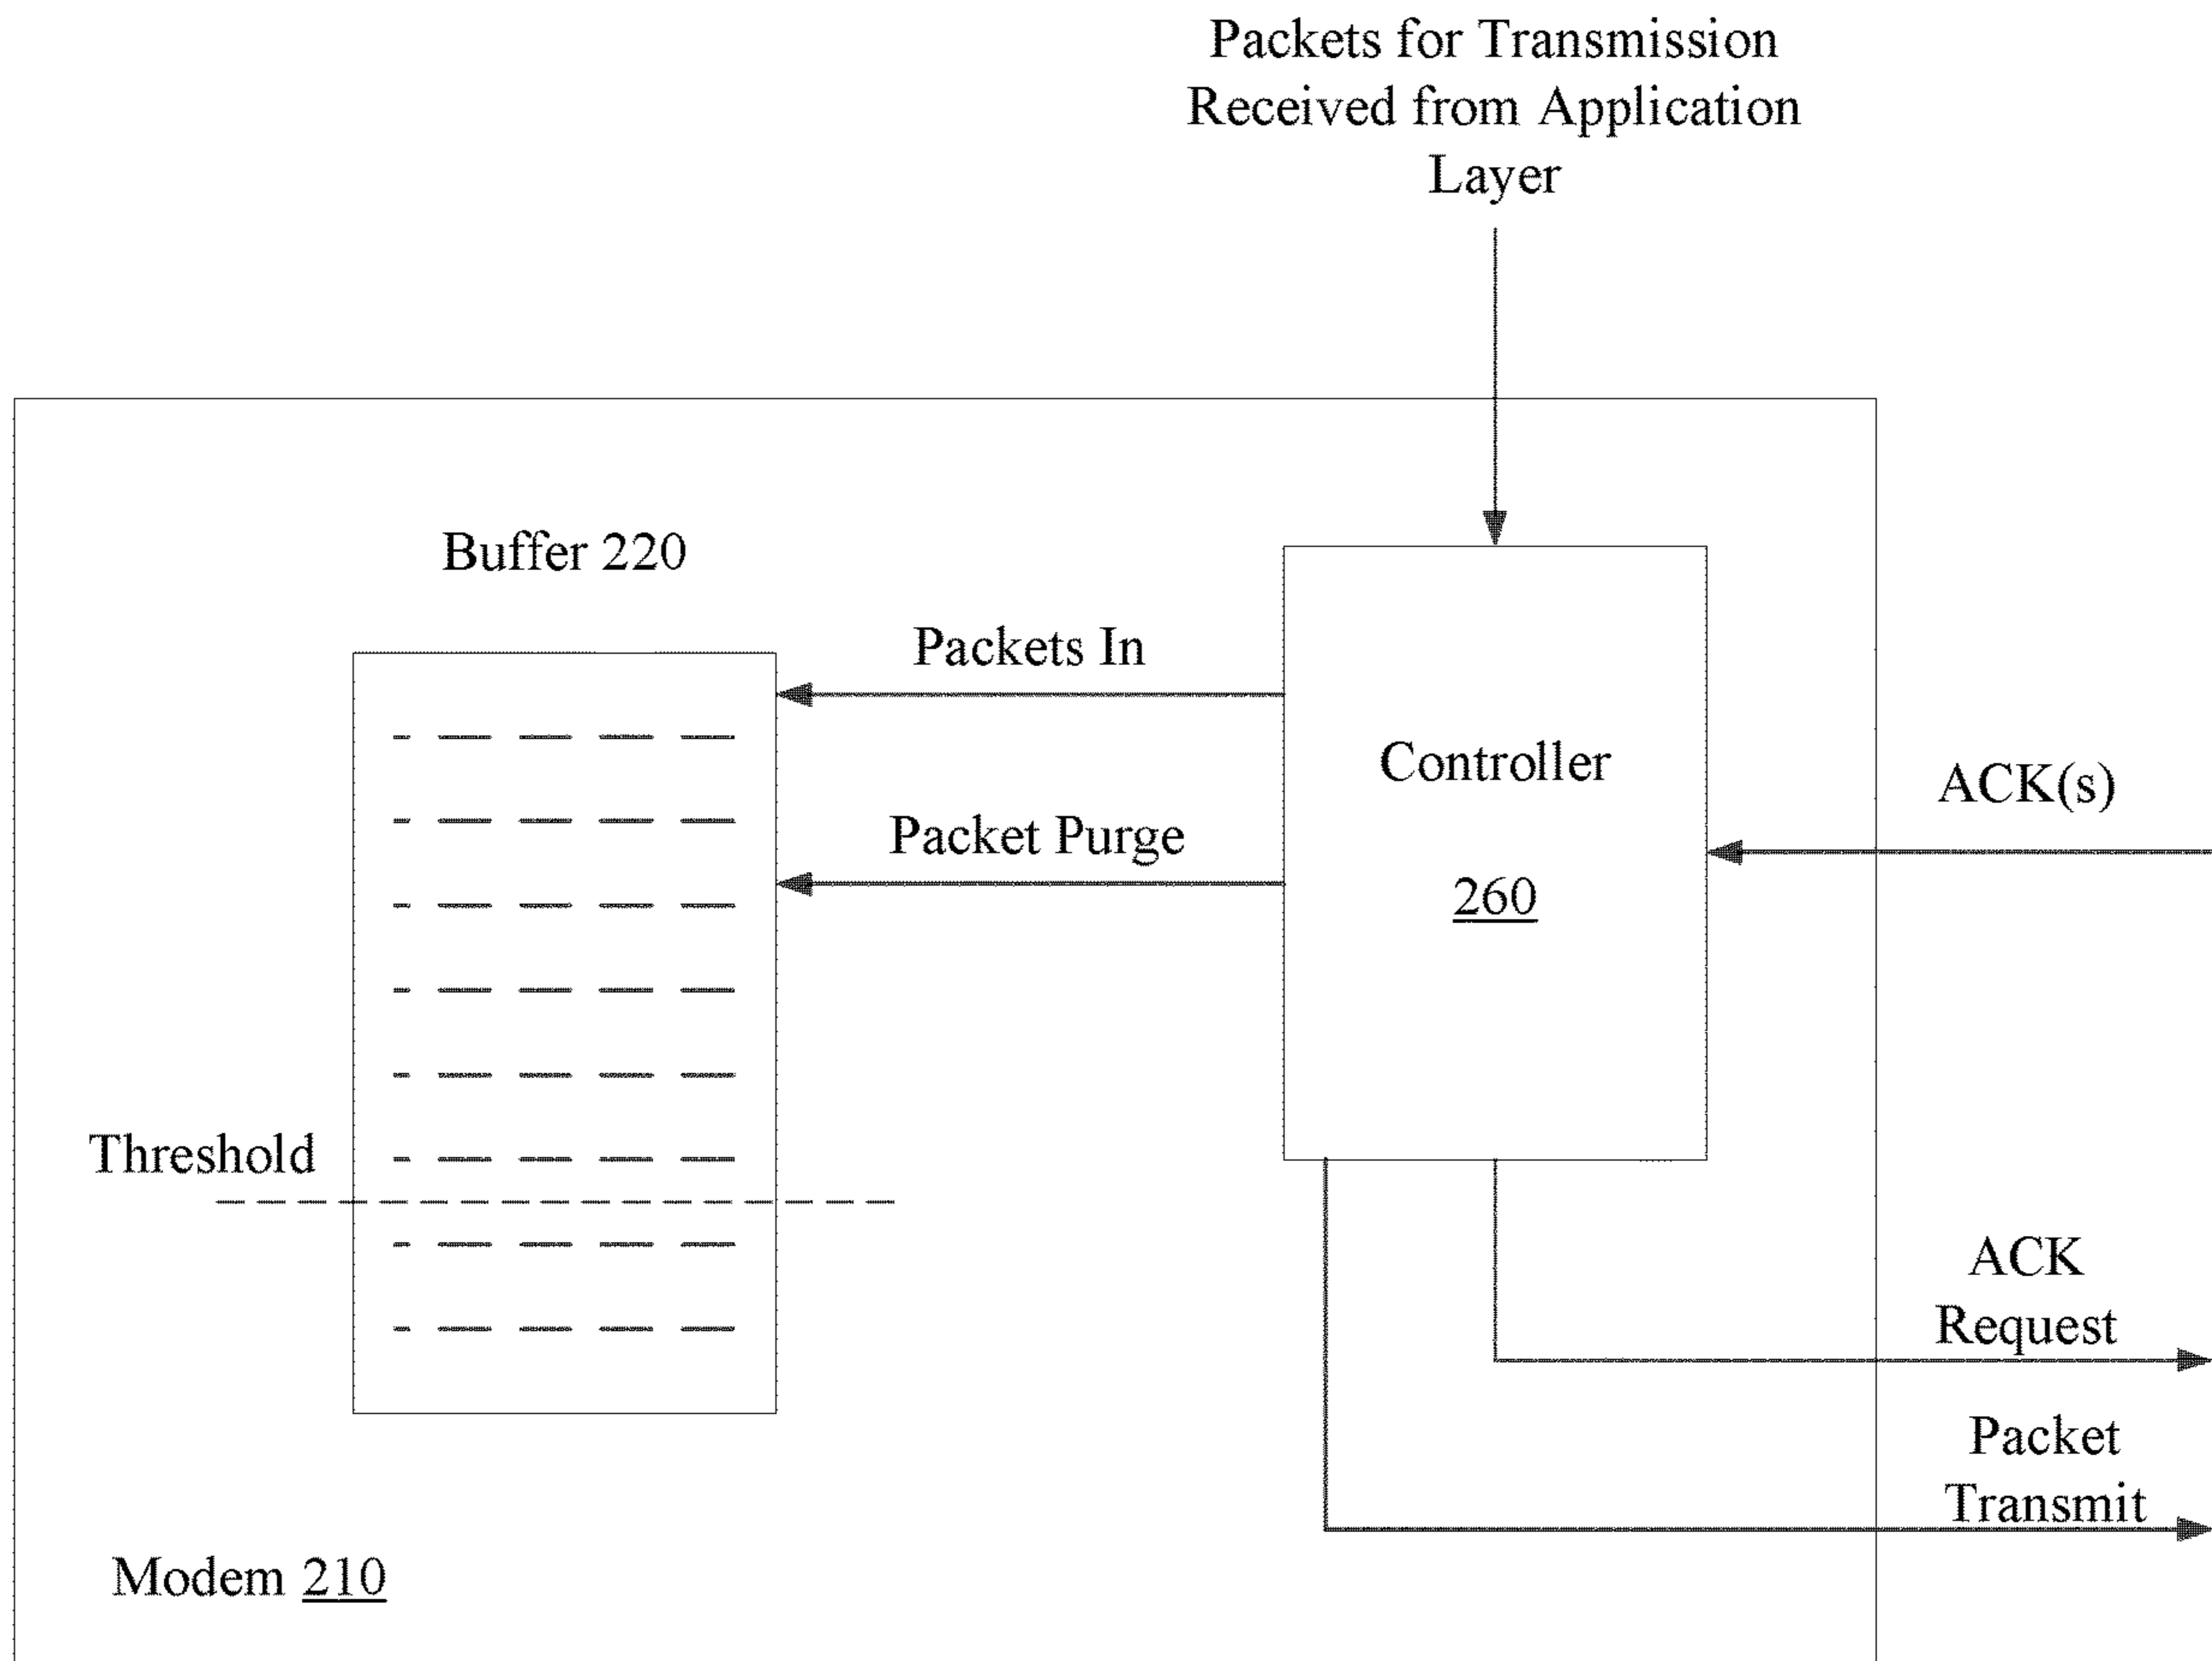 Packets for Transmission
Received from Application
Layer
Buffer 220
Packets In
Controller
260
ACK(s)
Packet Purge
Threshold
ACK
Request
Packet
Transmit
Modem 210